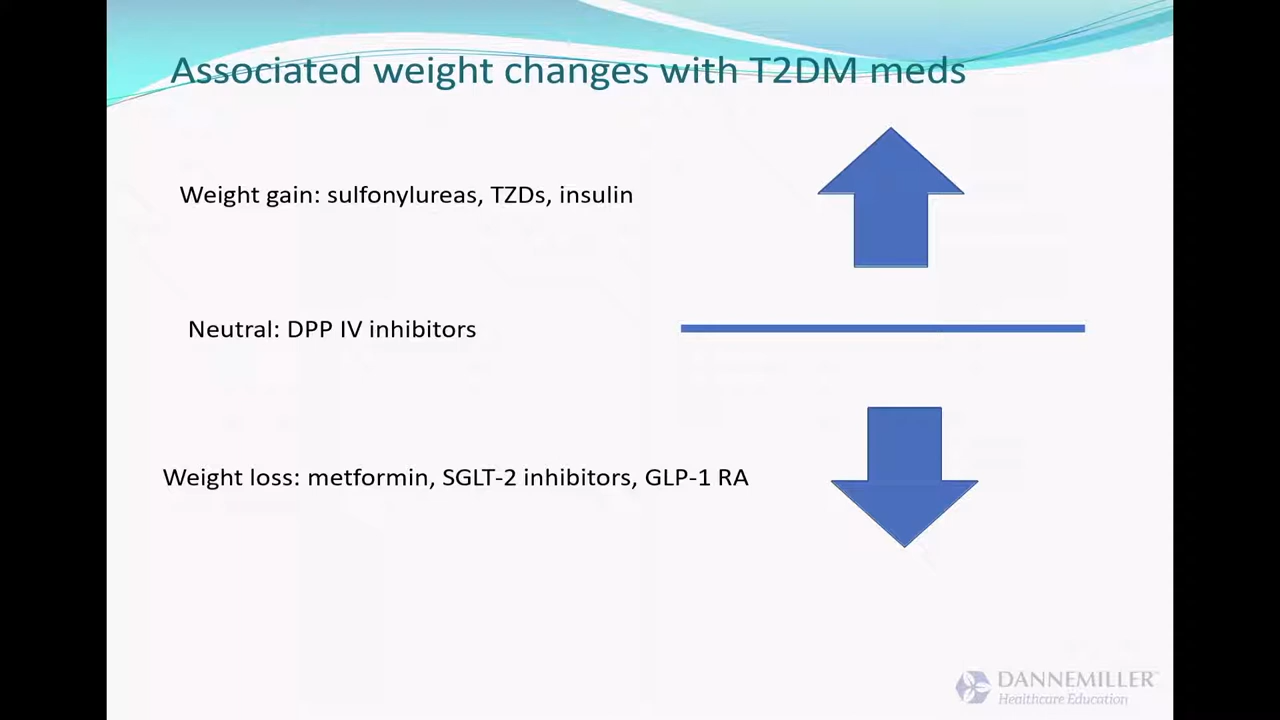 Associated weight changes with T2DM meds
Weight gain: sulfonylureas, TZDs, insulin
Neutral: DPP IV inhibitors
Weight loss: metformin, SGLT-2 inhibitors, GLP-1 RA
DANNEMILLER™
Healthcare Education